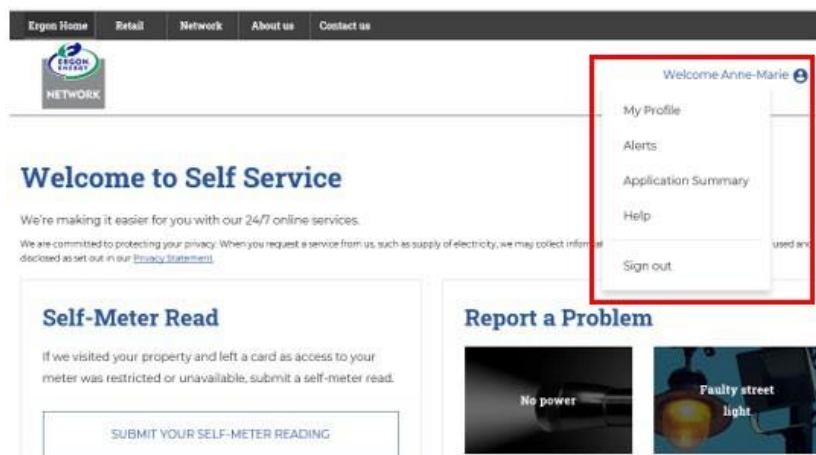 Ergon Home Retail Network About us Contact us
ERGON
ENERGY
NETWORK
Welcome Anne-Marie
My Profile
Alerts
Application Summary
Help
Sign out
Welcome to Self Service
We're making it easier for you with our 24/7 online services.
We are committed to protecting your privacy. When you request a service from us, such as supply of electricity, we may collect used and
disclosed as set out in our Privacy Statement.
Self-Meter Read
If we visited your property and left a card as access to your
meter was restricted or unavailable, submit a self-meter read.
SUBMIT YOUR SELF-METER READING
Report a Problem
No power
Faulty street
light